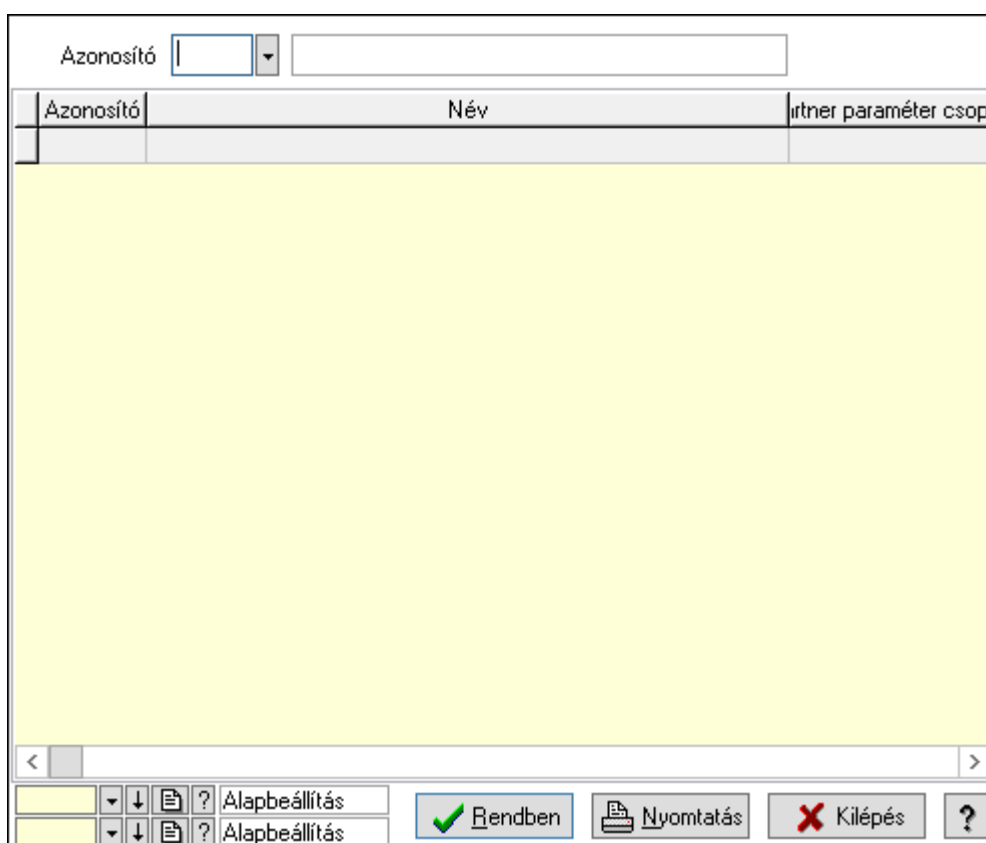 Azonosító
Azonosító Név rtner paraméter csop
? Alapbeállítás
? Alapbeállítás
Rendben Nyomtatás Kilépés ?